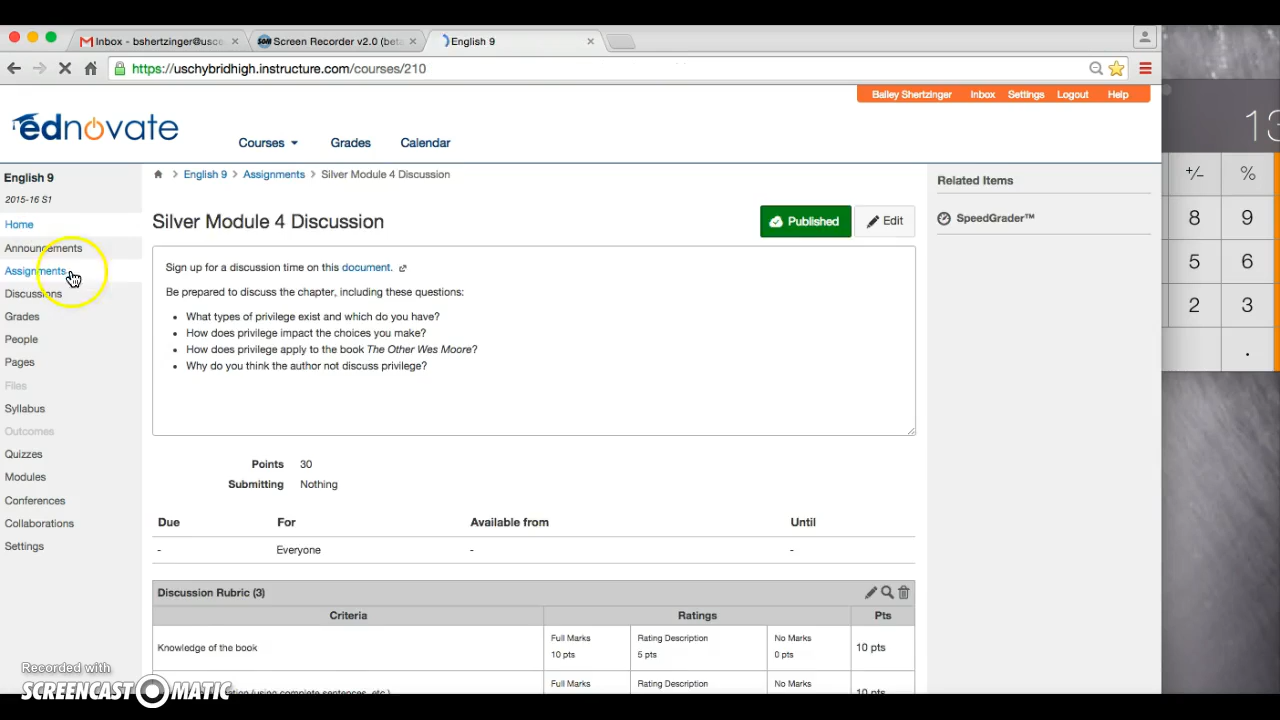 Inbox - bshertzinger@usc
Screen Recorder v2.0 (beta
English 9
https://uschybridhigh.instructure.com/courses/210
Bailey Shertzinger Inbox Settings Logout Help
ednovate
Courses Grades Calendar
13
+/- %
8 9
5 6
2 3
.
English 9
2015-16 S1
Home
Announcements
Assignments
Discussions
Grades
People
Pages
Files
Syllabus
Outcomes
Quizzes
Modules
Conferences
Collaborations
Settings
English 9 > Assignments > Silver Module 4 Discussion
Silver Module 4 Discussion
Published
Edit
Related Items
SpeedGrader™
Sign up for a discussion time on this document.
Be prepared to discuss the chapter, including these questions:
• What types of privilege exist and which do you have?
• How does privilege impact the choices you make?
• How does privilege apply to the book The Other Wes Moore?
• Why do you think the author not discuss privilege?
Points 30
Submitting Nothing
Due For Available from Until
- Everyone - -
Discussion Rubric (3)
Criteria Ratings Pts
Knowledge of the book
Full Marks Rating Description No Marks
10 pts 5 pts 0 pts
10 pts
(using complete sentences, etc.)
Full Marks Rating Description No Marks
10 pts
Recorded with
SCREENCAST-O-MATIC